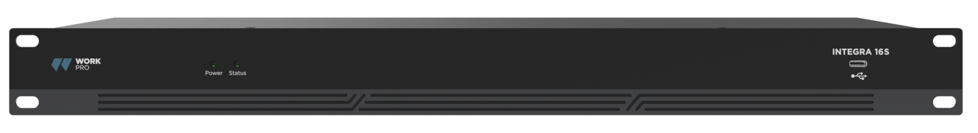 WORK
PRO
Power Status
INTEGRA 16S